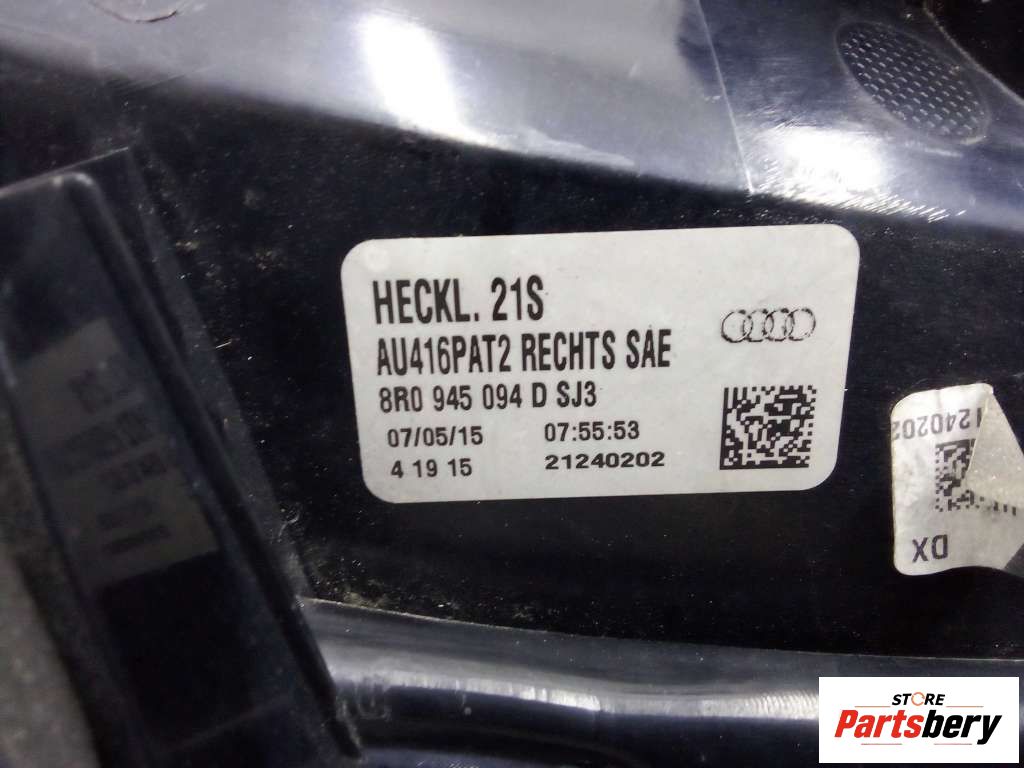 HECKL. 21S
AU416PAT2 RECHTS SAE
8R0 945 094 D SJ3
07/05/15 07:55:53
4 19 15 21240202
1240202
DX
STORE
Partsbery